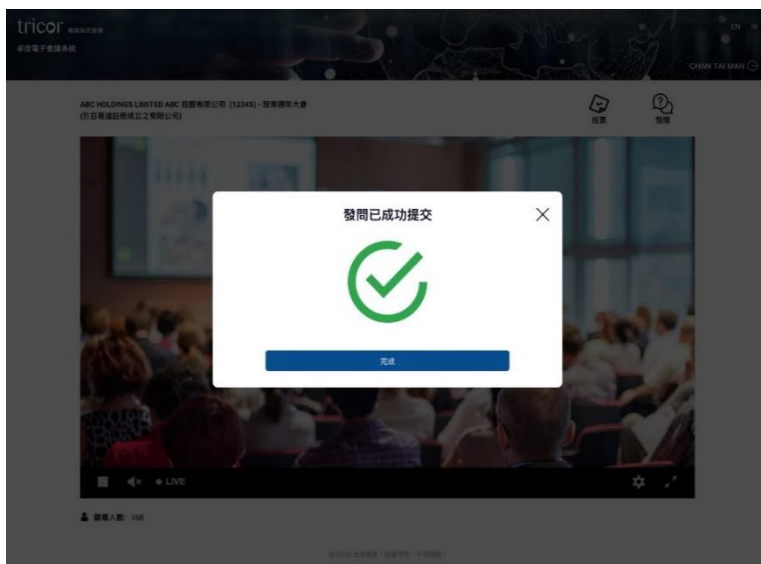 tricor
卓佳電子會議系統
EN
CHAN TAI MAN
ABC HOLDINGS LIMITED ABC 控股有限公司 (12345) - 股東週年大會
(於百慕達註冊成立之有限公司)
投票
發問
發問已成功提交
完成
LIVE
觀看人數: 168